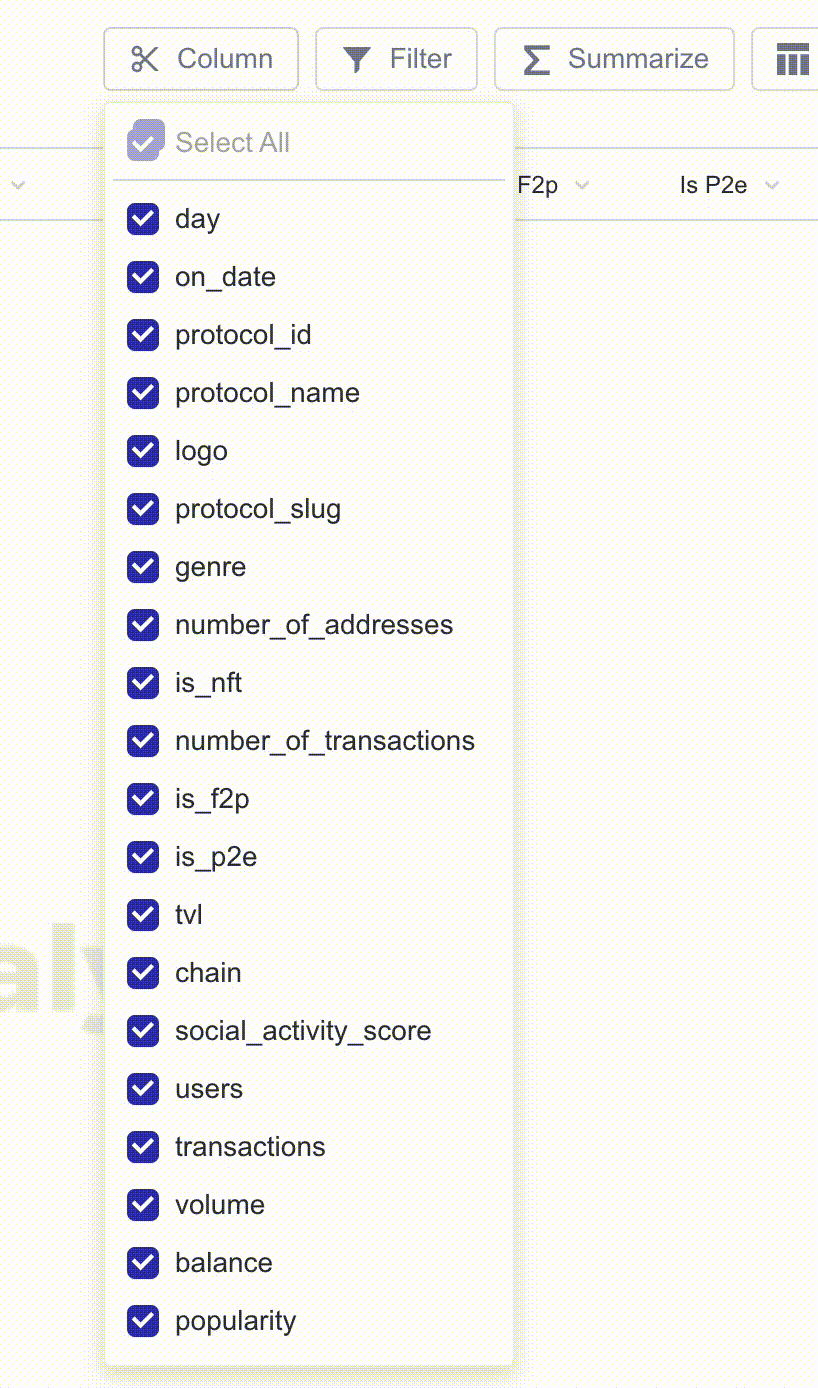 Column Filter Summarize
Select All
F2p Is P2e
day
on_date
protocol_id
protocol_name
logo
protocol_slug
genre
number_of_addresses
is_nft
number_of_transactions
is_f2p
is_p2e
tvl
chain
social_activity_score
users
transactions
volume
balance
popularity